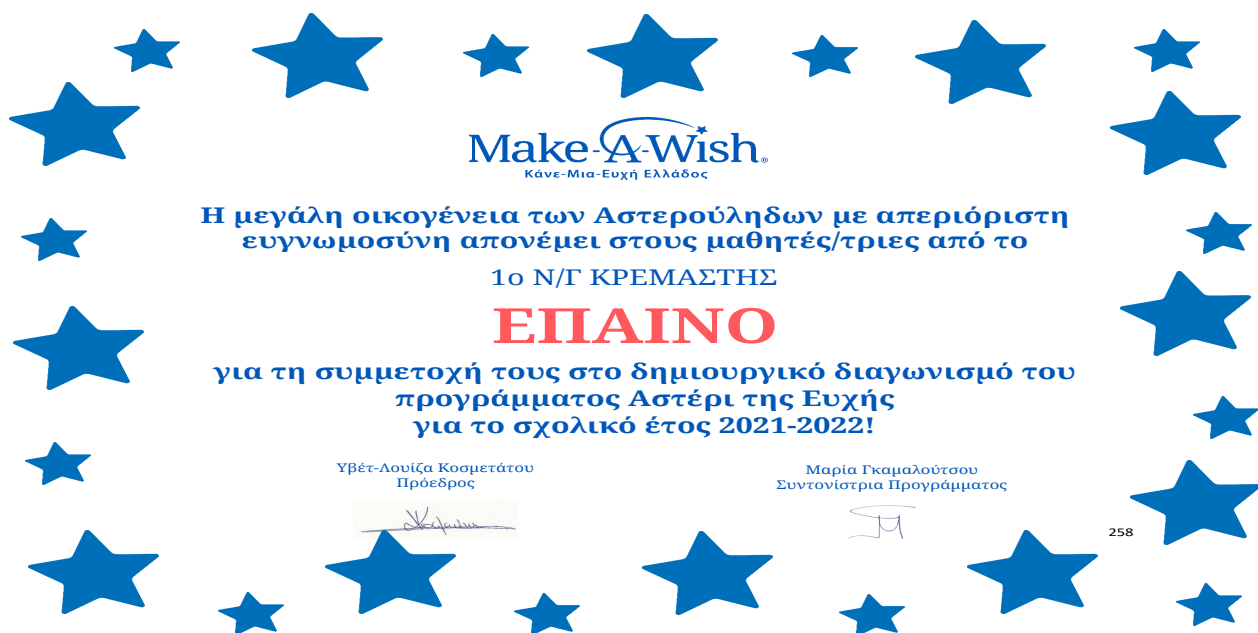 Make-A-Wish®
Κάνε-Μια-Ευχή Ελλάδος
Η μεγάλη οικογένεια των Αστερούληδων με απεριόριστη
ευγνωμοσύνη απονέμει στους μαθητές/τριες από το
1ο Ν/Γ ΚΡΕΜΑΣΤΗΣ
ΕΠΑΙΝΟ
για τη συμμετοχή τους στο δημιουργικό διαγωνισμό του
προγράμματος Αστέρι της Ευχής
για το σχολικό έτος 2021-2022!
Υβέτ-Λουίζα Κοσμετάτου
Πρόεδρος
Μαρία Γκαμαλούτσου
Συντονίστρια Προγράμματος
258